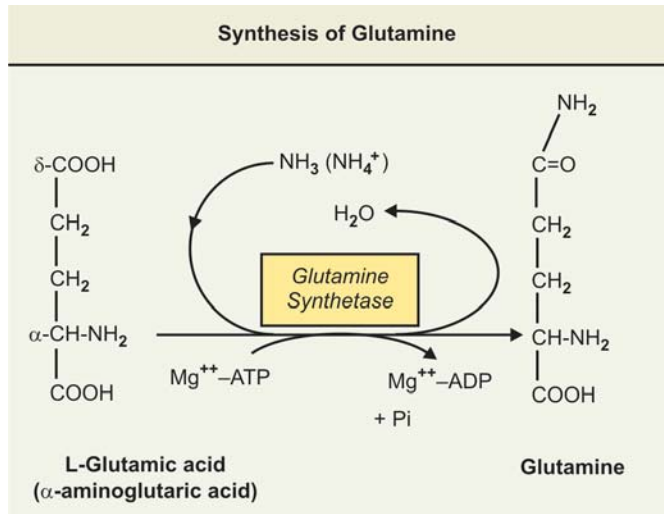 Synthesis of Glutamine
NH2
δ-COOH
NH3 (NH4+)
C=O
H2O
CH2
CH2
CH2
Glutamine
Synthetase
CH2
α-CH-NH2
CH-NH2
Mg++–ATP
Mg++–ADP
COOH
COOH
+ Pi
L-Glutamic acid
(α-aminoglutaric acid)
Glutamine